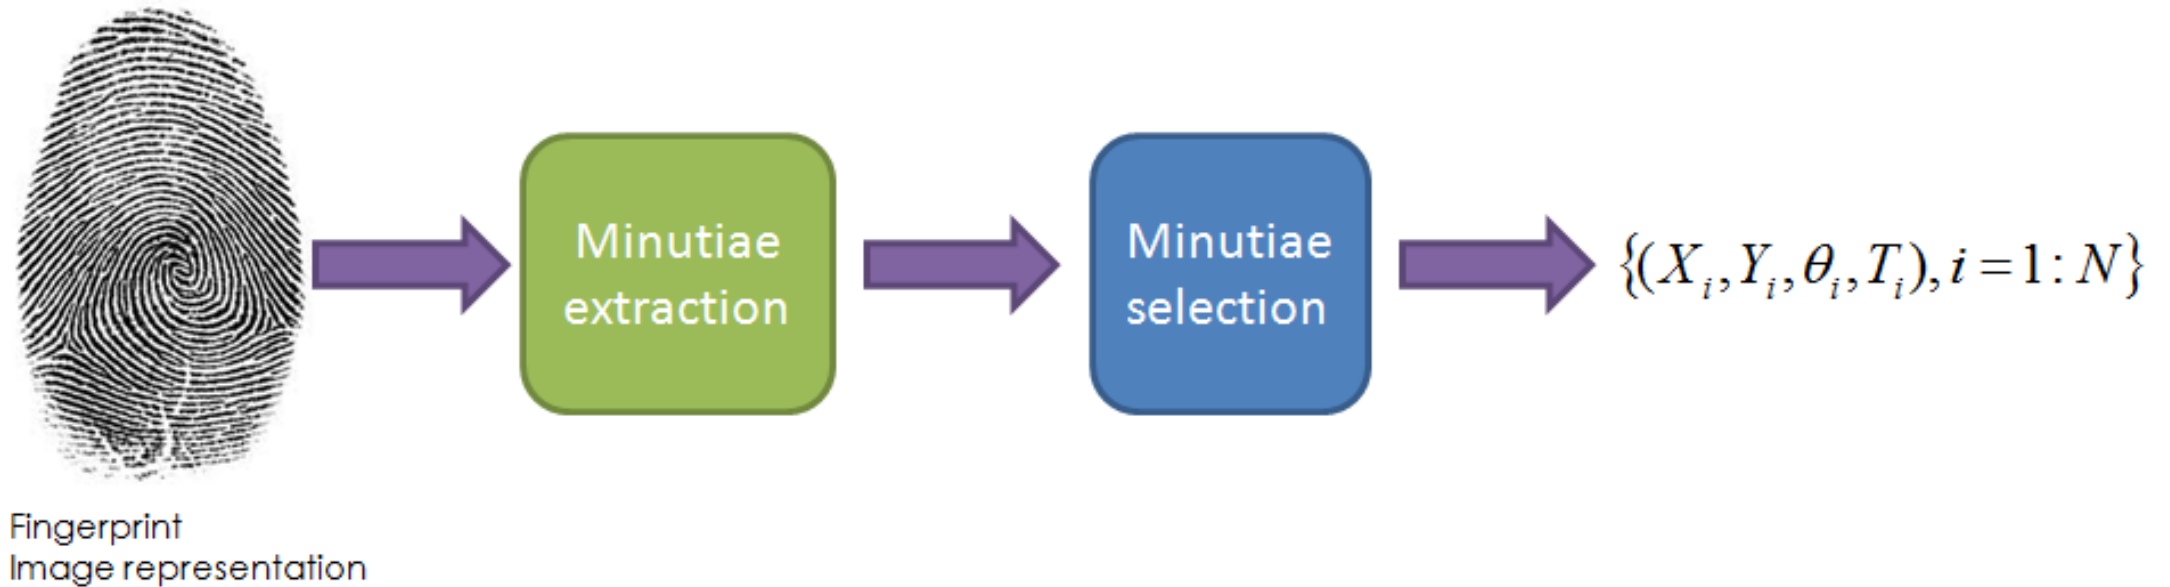 Minutiae
extraction
Minutiae
selection
{(X_i, Y_i, θ_i, T_i), i = 1 : N}
Fingerprint
Image representation